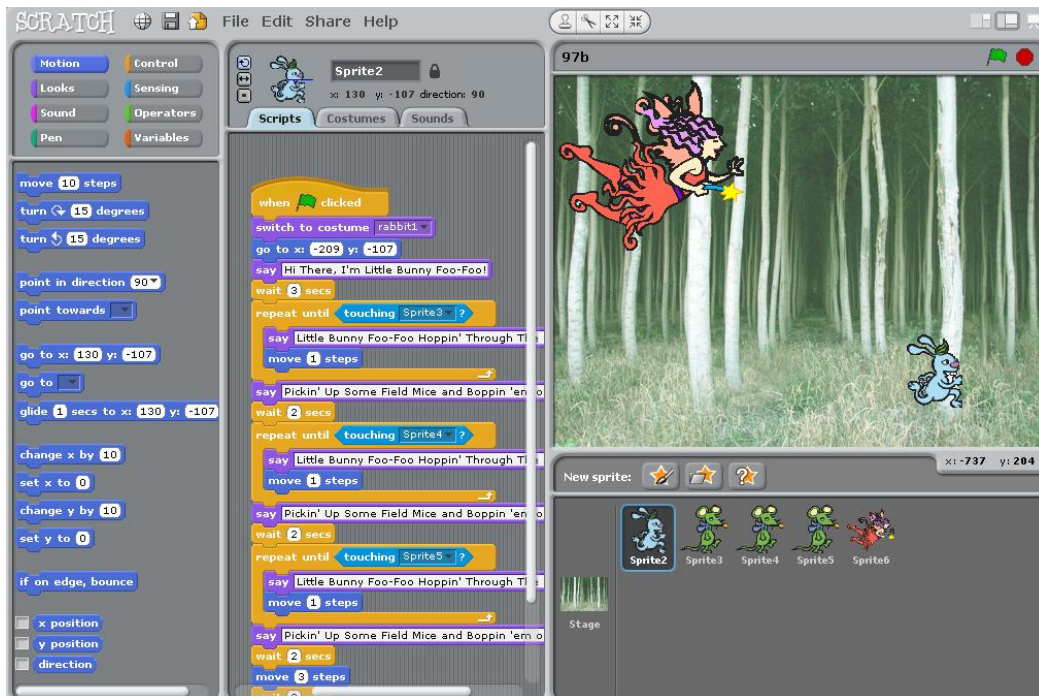 SCRATCH File Edit Share Help
Motion Control
Looks Sensing
Sound Operators
Pen Variables
move 10 steps
turn 15 degrees
turn 15 degrees
point in direction 90
point towards
go to x: 130 y: -107
go to
glide 1 secs to x: 130 y: -107
change x by 10
set x to 0
change y by 10
set y to 0
if on edge, bounce
x position
y position
direction
Sprite2
x: 130 y: -107 direction: 90
Scripts Costumes Sounds
when clicked
switch to costume rabbit1
go to x: -209 y: -107
say Hi There, I'm Little Bunny Foo-Foo!
wait 3 secs
repeat until touching Sprite3 ?
say Little Bunny Foo-Foo Hoppin' Through The
move 1 steps
say Pickin' Up Some Field Mice and Boppin 'em o
wait 2 secs
repeat until touching Sprite4 ?
say Little Bunny Foo-Foo Hoppin' Through The
move 1 steps
say Pickin' Up Some Field Mice and Boppin 'em o
wait 2 secs
repeat until touching Sprite5 ?
say Little Bunny Foo-Foo Hoppin' Through The
move 1 steps
say Pickin' Up Some Field Mice and Boppin 'em o
wait 2 secs
move 3 steps
97b
x: -737 y: 204
New sprite:
Sprite2 Sprite3 Sprite4 Sprite5 Sprite6
Stage